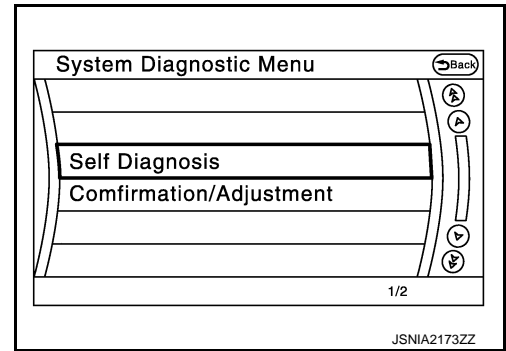 System Diagnostic Menu
Back
Self Diagnosis
Comfirmation/Adjustment
1/2
JSNIA2173ZZ